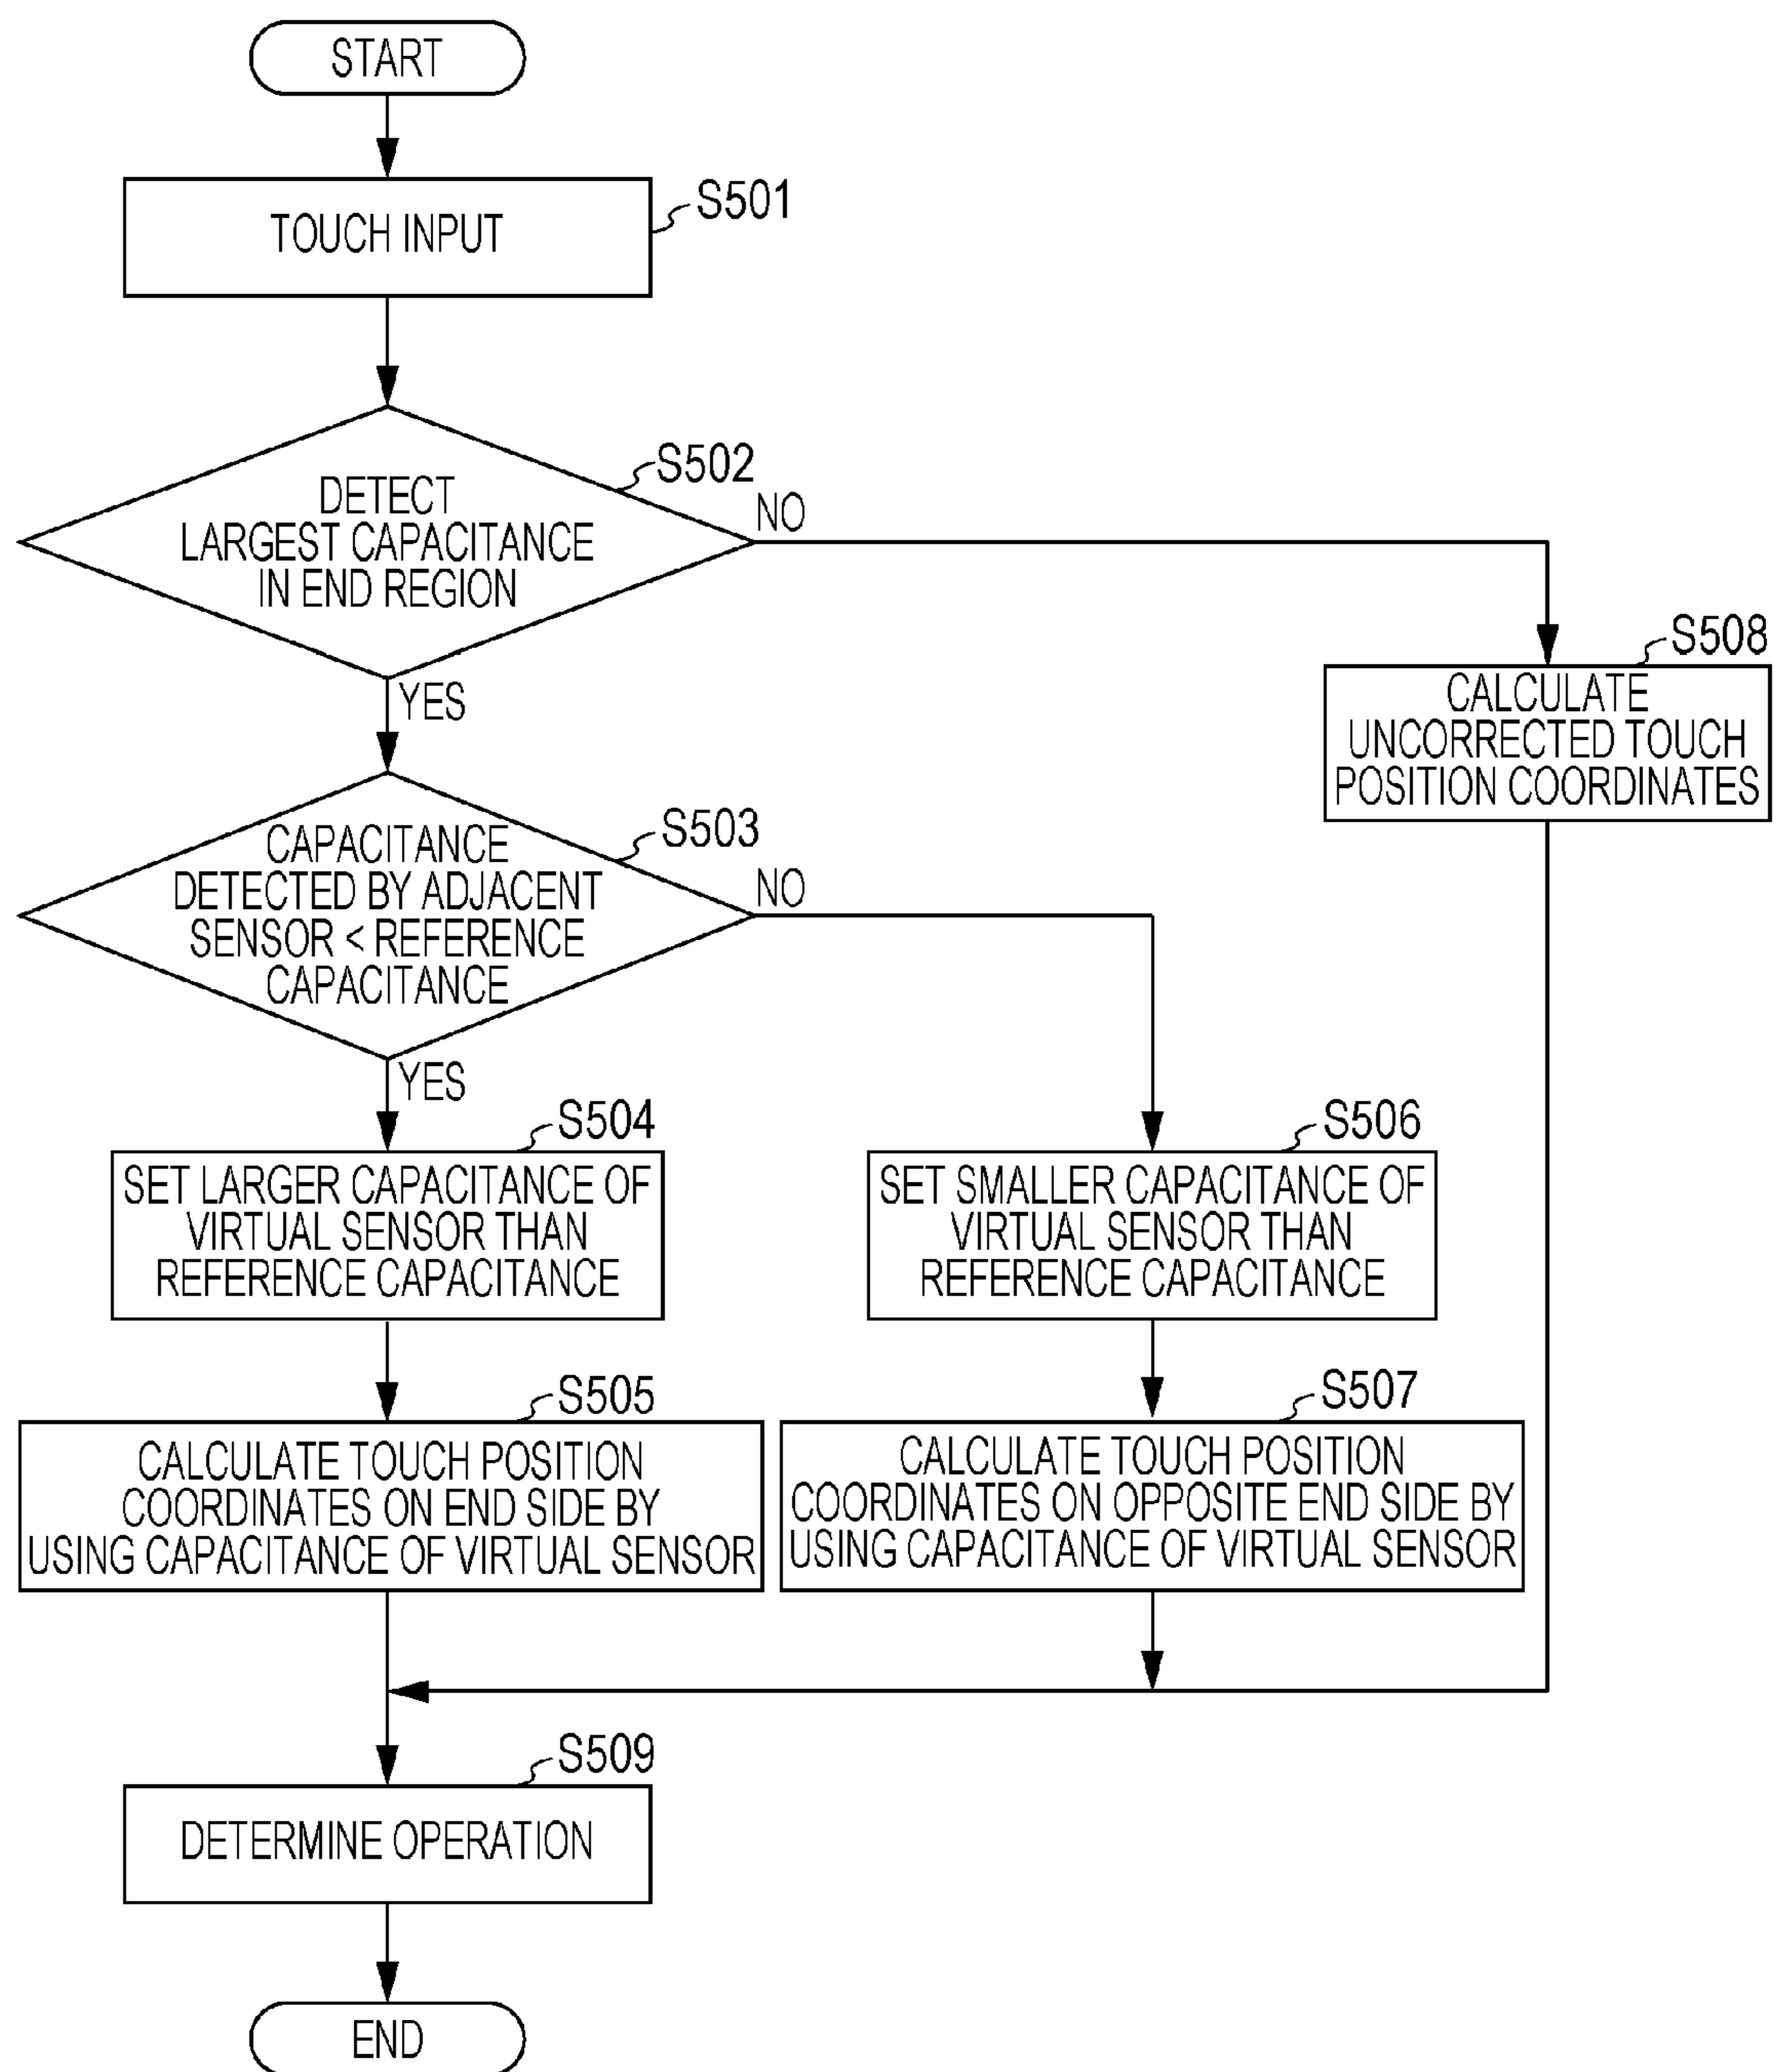 START
TOUCH INPUT
S501
DETECT
LARGEST CAPACITANCE
IN END REGION
S502
NO
YES
S508
CALCULATE
UNCORRECTED TOUCH
POSITION COORDINATES
CAPACITANCE
DETECTED BY ADJACENT
SENSOR < REFERENCE
CAPACITANCE
S503
NO
YES
S504
SET LARGER CAPACITANCE OF
VIRTUAL SENSOR THAN
REFERENCE CAPACITANCE
S506
SET SMALLER CAPACITANCE OF
VIRTUAL SENSOR THAN
REFERENCE CAPACITANCE
S505
CALCULATE TOUCH POSITION
COORDINATES ON END SIDE BY
USING CAPACITANCE OF VIRTUAL SENSOR
S507
CALCULATE TOUCH POSITION
COORDINATES ON OPPOSITE END SIDE BY
USING CAPACITANCE OF VIRTUAL SENSOR
S509
DETERMINE OPERATION
END